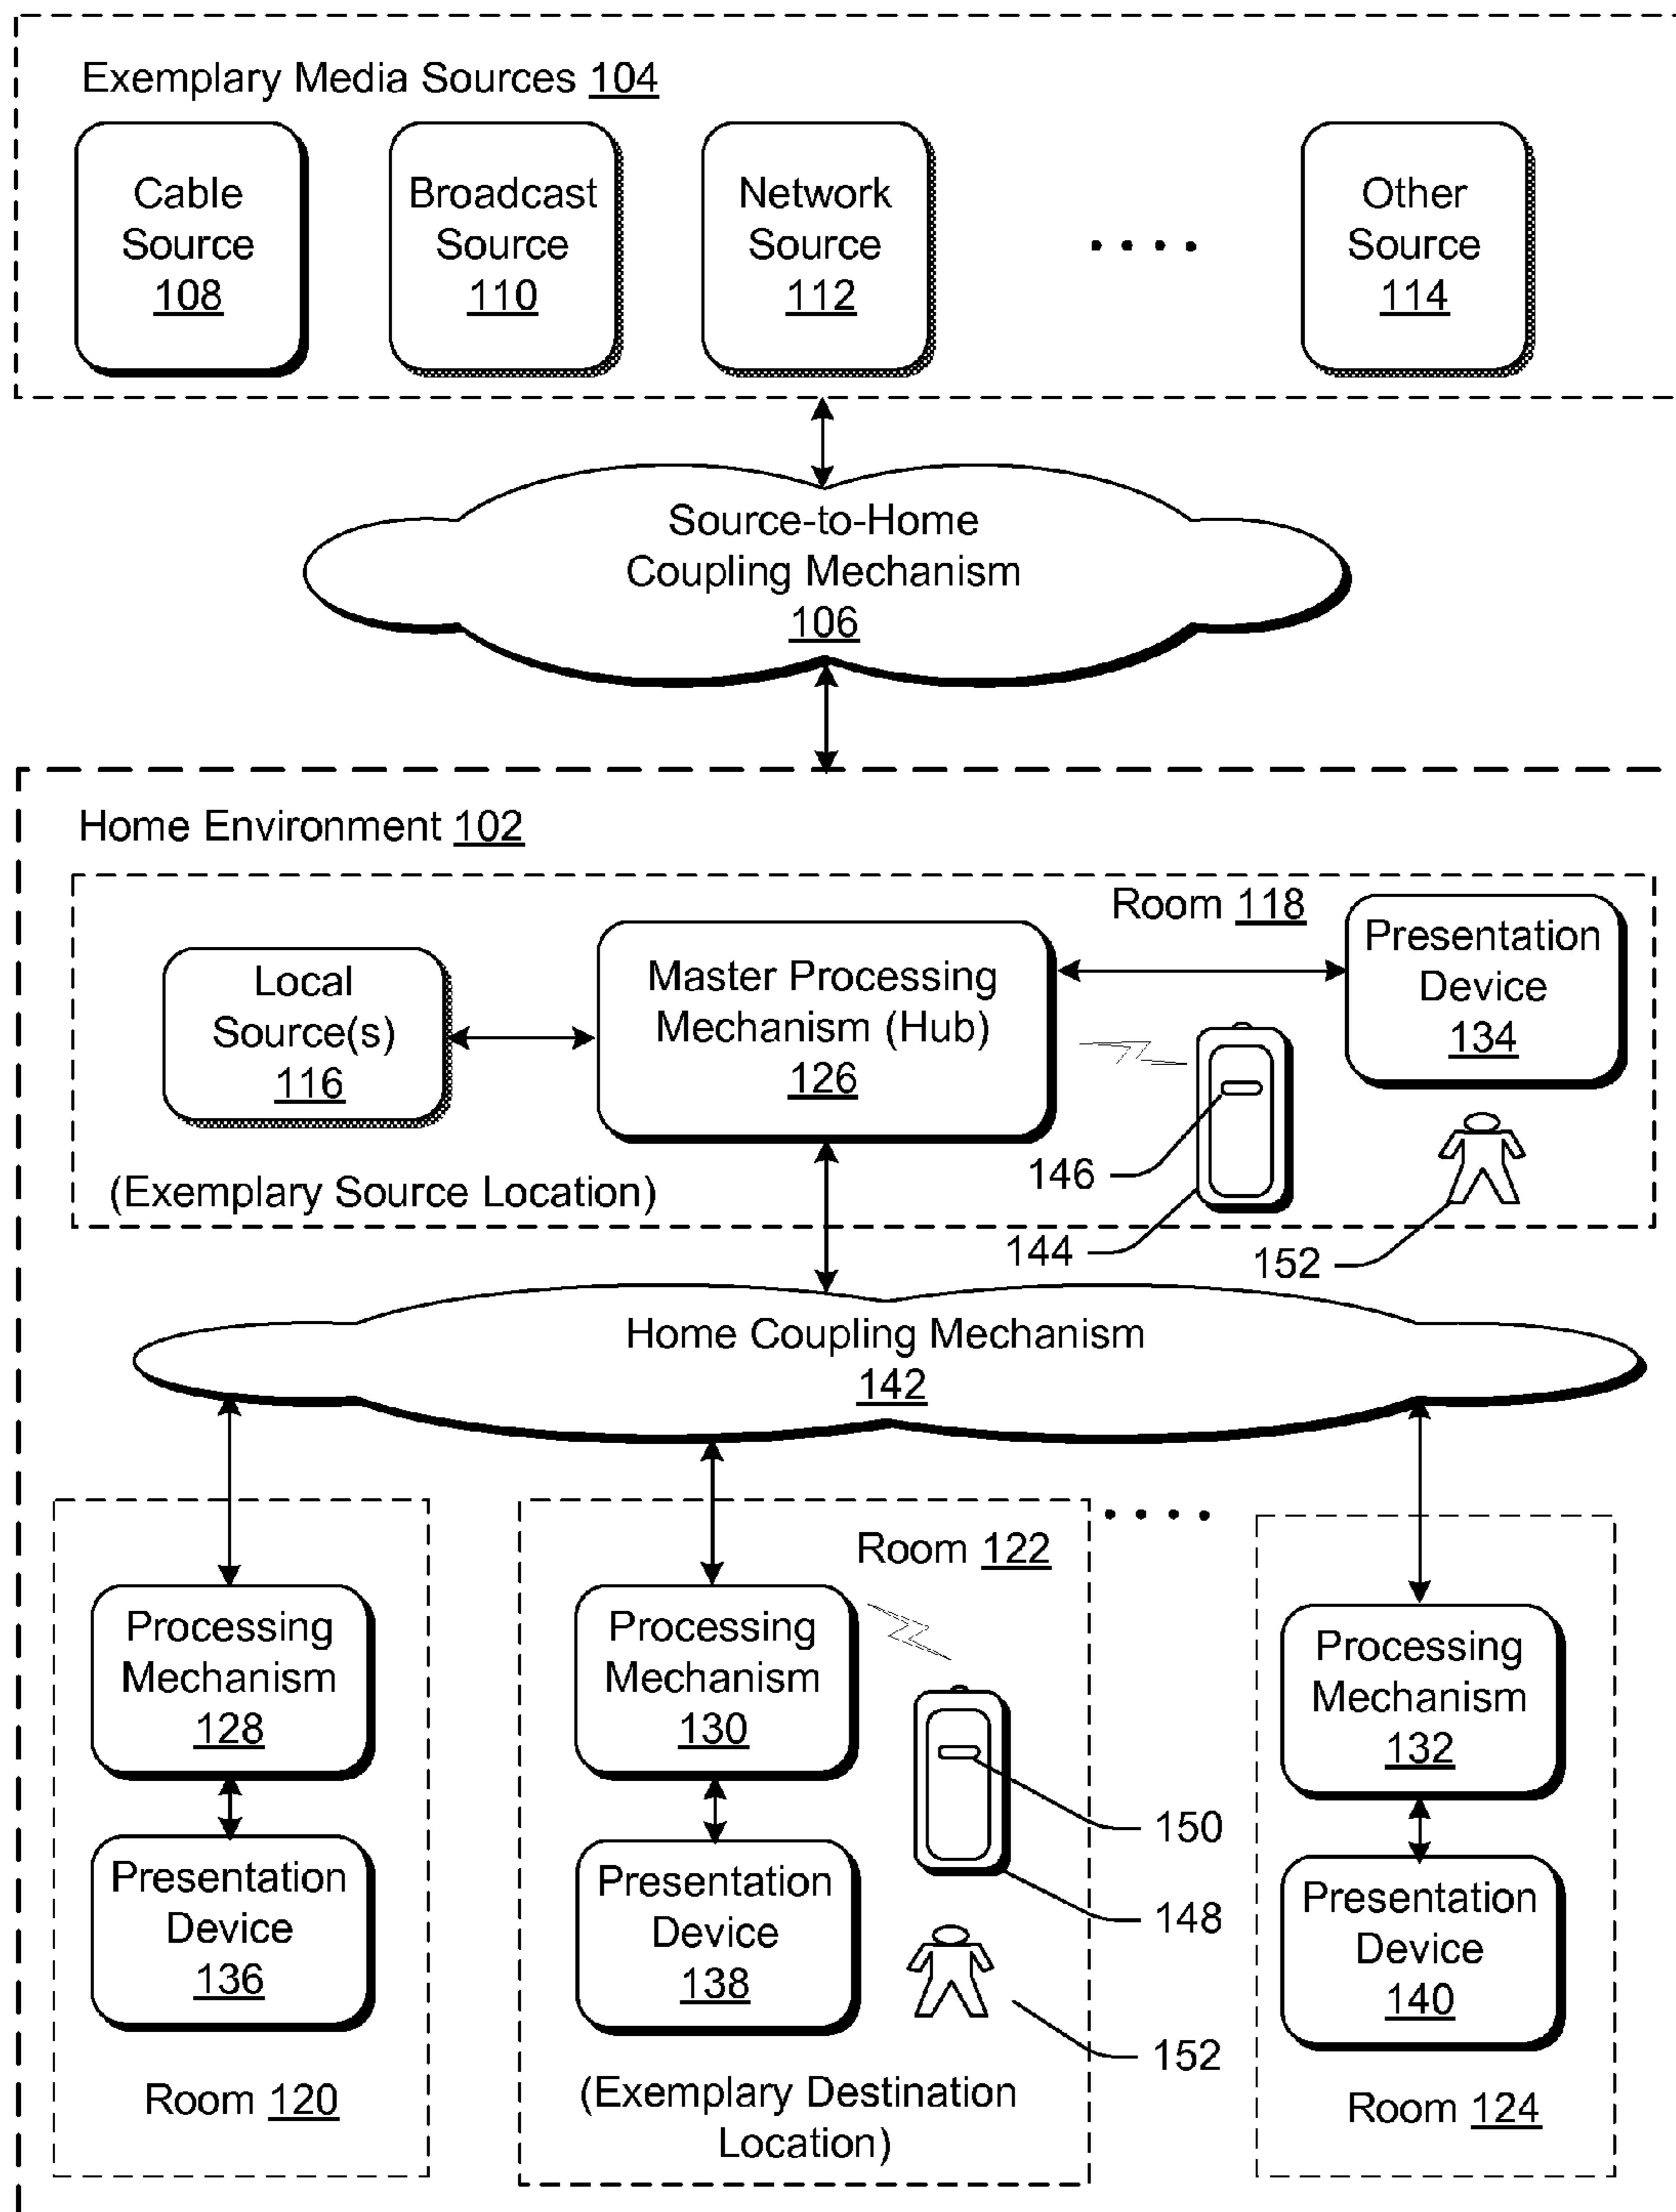 Exemplary Media Sources 104
Cable
Source
108
Broadcast
Source
110
Network
Source
112
Other
Source
114
Source-to-Home
Coupling Mechanism
106
Home Environment 102
Room 118
Local
Source(s)
116
Master Processing
Mechanism (Hub)
126
Presentation
Device
134
146
(Exemplary Source Location)
144
152
Home Coupling Mechanism
142
Processing
Mechanism
128
Presentation
Device
136
Room 120
Room 122
Processing
Mechanism
130
Presentation
Device
138
150
148
152
(Exemplary Destination
Location)
Processing
Mechanism
132
Presentation
Device
140
Room 124